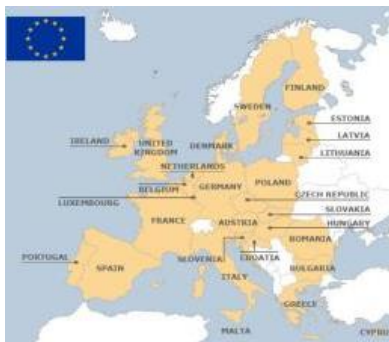 FINLAND
SWEDEN
ESTONIA
LATVIA
LITHUANIA
IRELAND
UNITED
KINGDOM
DENMARK
NETHERLANDS
BELGIUM
GERMANY
POLAND
LUXEMBOURG
CZECH REPUBLIC
SLOVAKIA
HUNGARY
FRANCE
AUSTRIA
ROMANIA
PORTUGAL
SPAIN
SLOVENIA
CROATIA
ITALY
BULGARIA
GREECE
MALTA
CYPRU